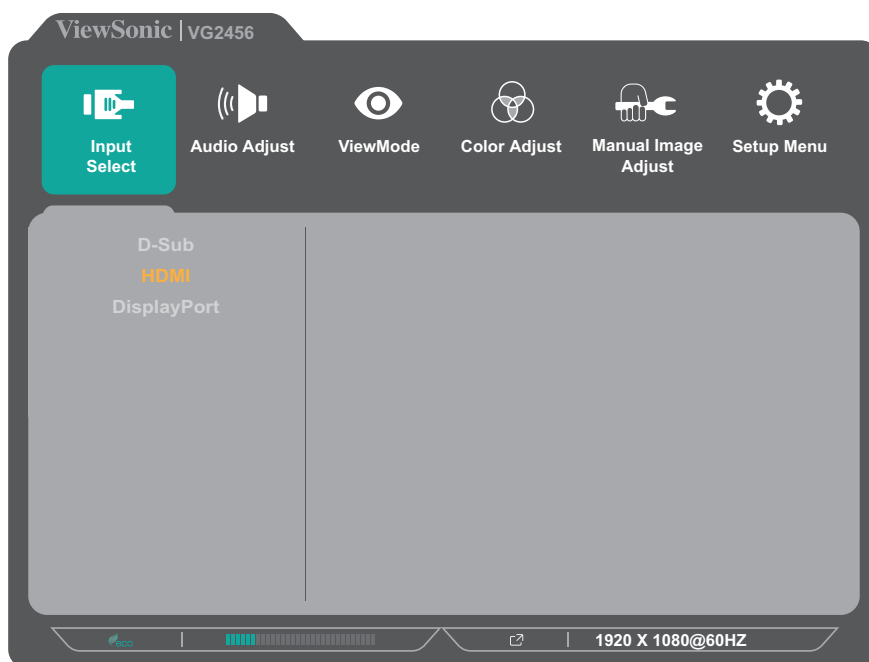 ViewSonic | VG2456
Input
Select
Audio Adjust
ViewMode
Color Adjust
Manual Image
Adjust
Setup Menu
D-Sub
HDMI
DisplayPort
1920 X 1080@60HZ